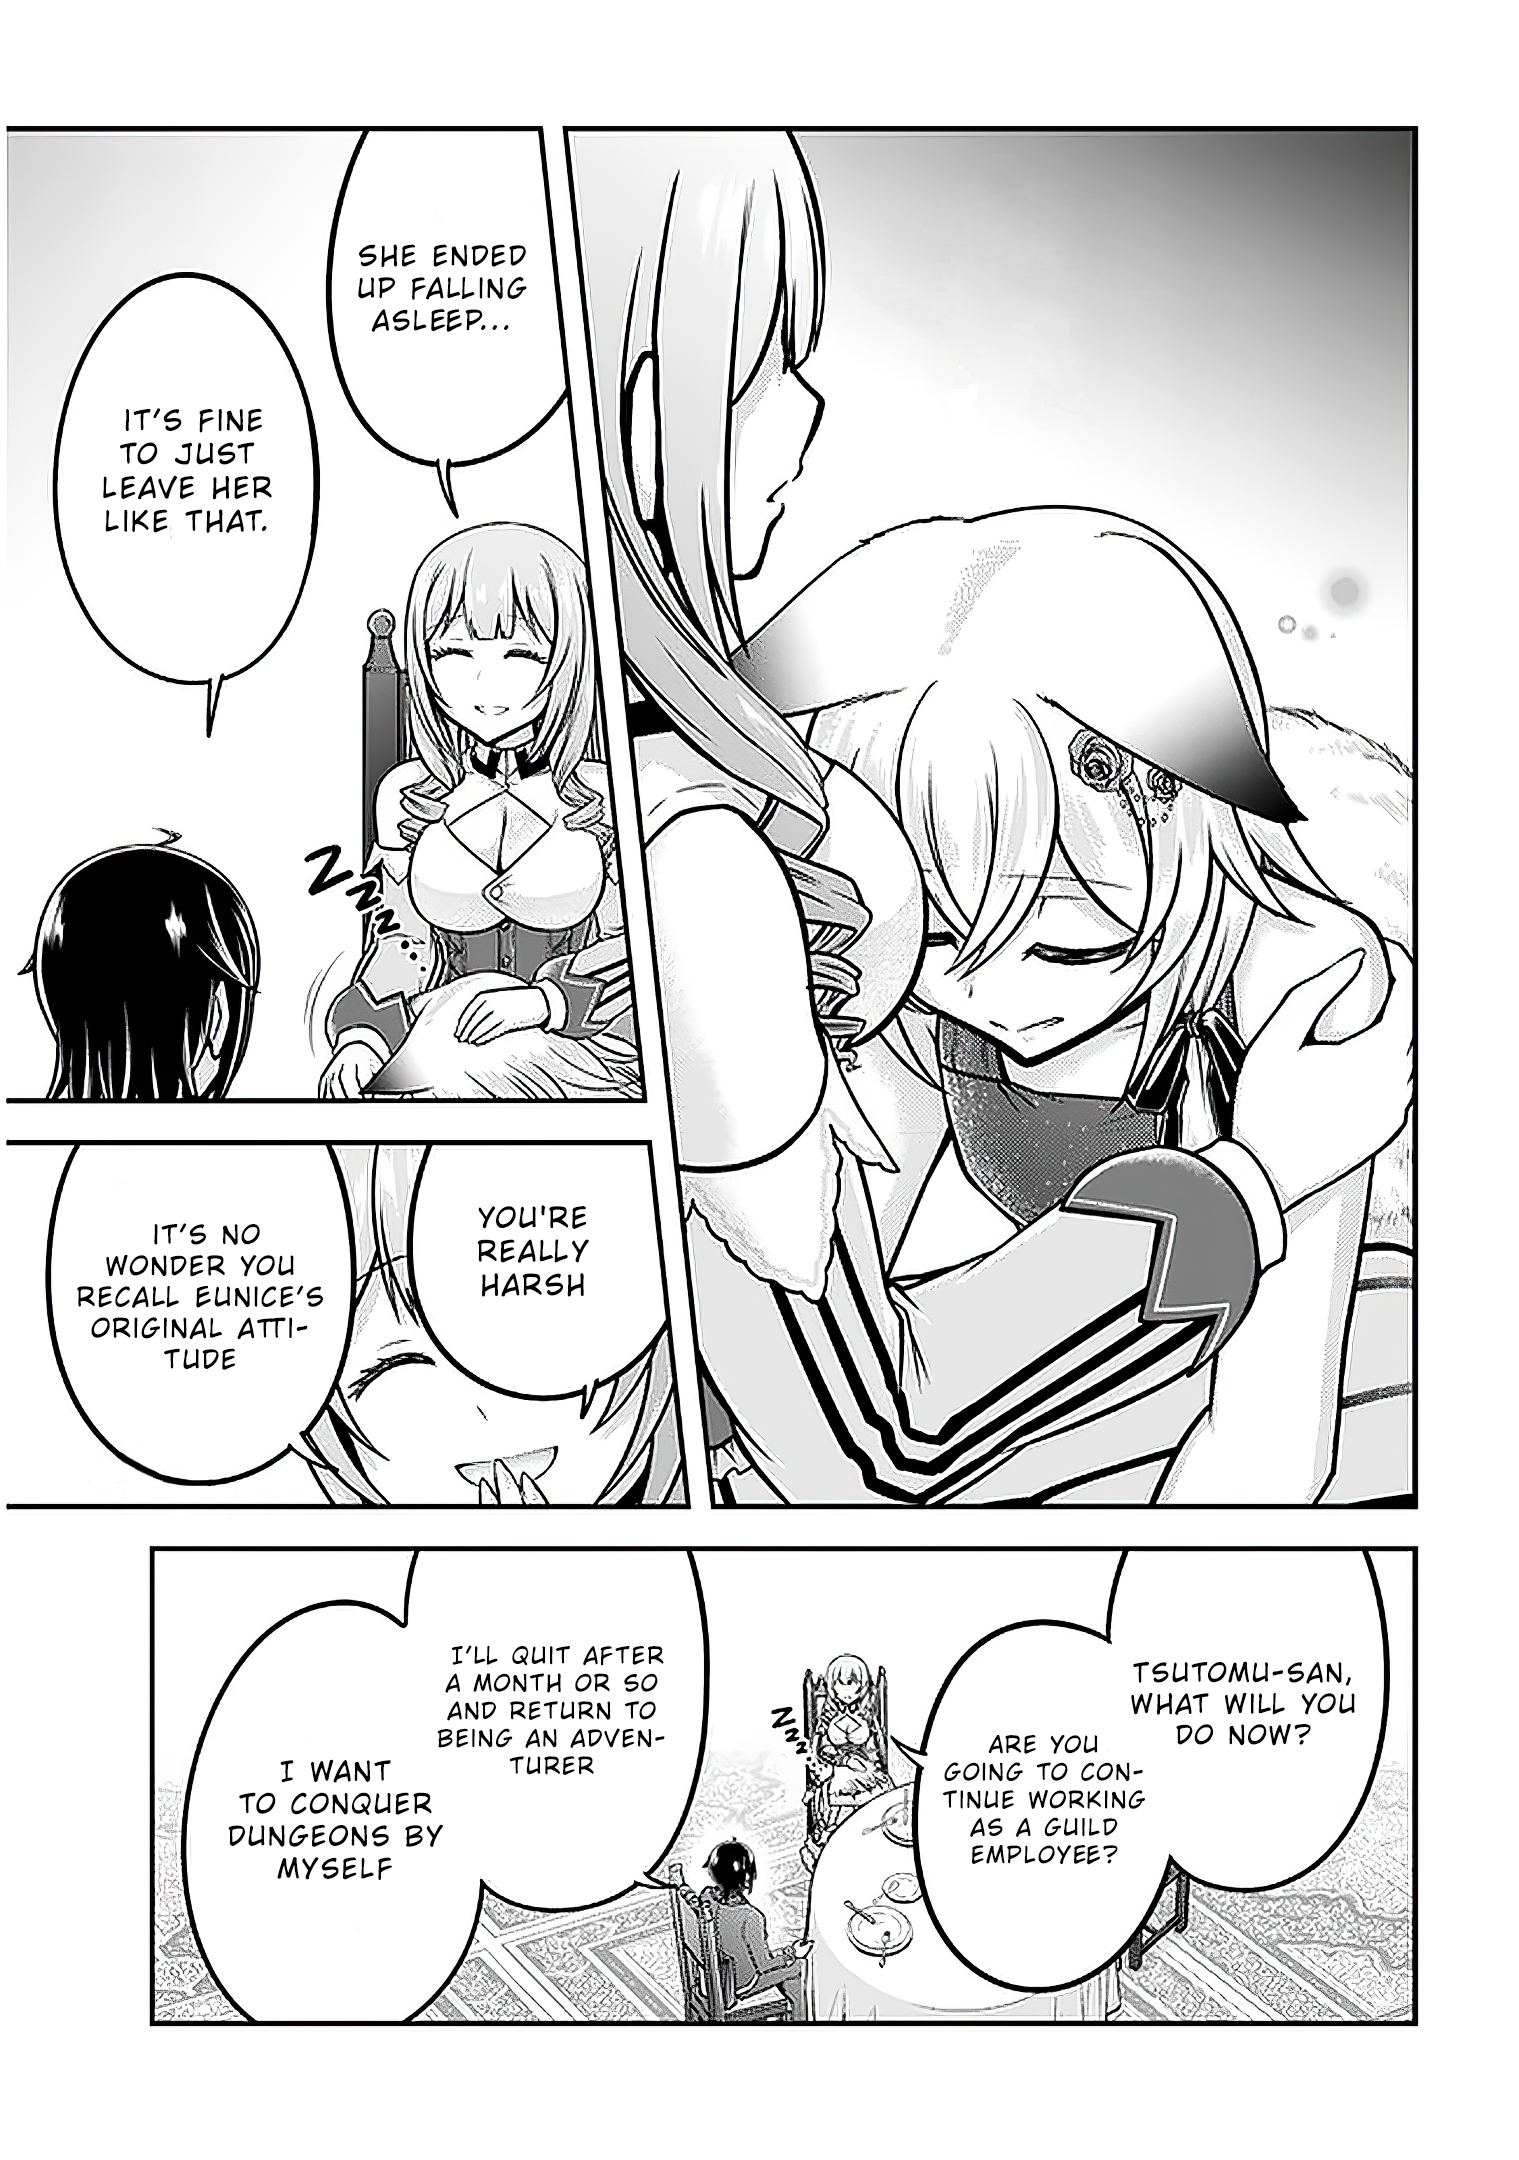 SHE ENDED
UP FALLING
ASLEEP...
IT'S FINE
TO JUST
LEAVE HER
LIKE THAT.
ZZZZ...
YOU'RE
REALLY
HARSH
IT'S NO
WONDER YOU
RECALL EUNICE'S
ORIGINAL ATTI-
TUDE
TSUTOMU-SAN,
WHAT WILL YOU
DO NOW?
ARE YOU
GOING TO CON-
TINUE WORKING
AS A GUILD
EMPLOYEE?
ZZZZ...
I'LL QUIT AFTER
A MONTH OR SO
AND RETURN TO
BEING AN ADVEN-
TURER
I WANT
TO CONQUER
DUNGEONS BY
MYSELF